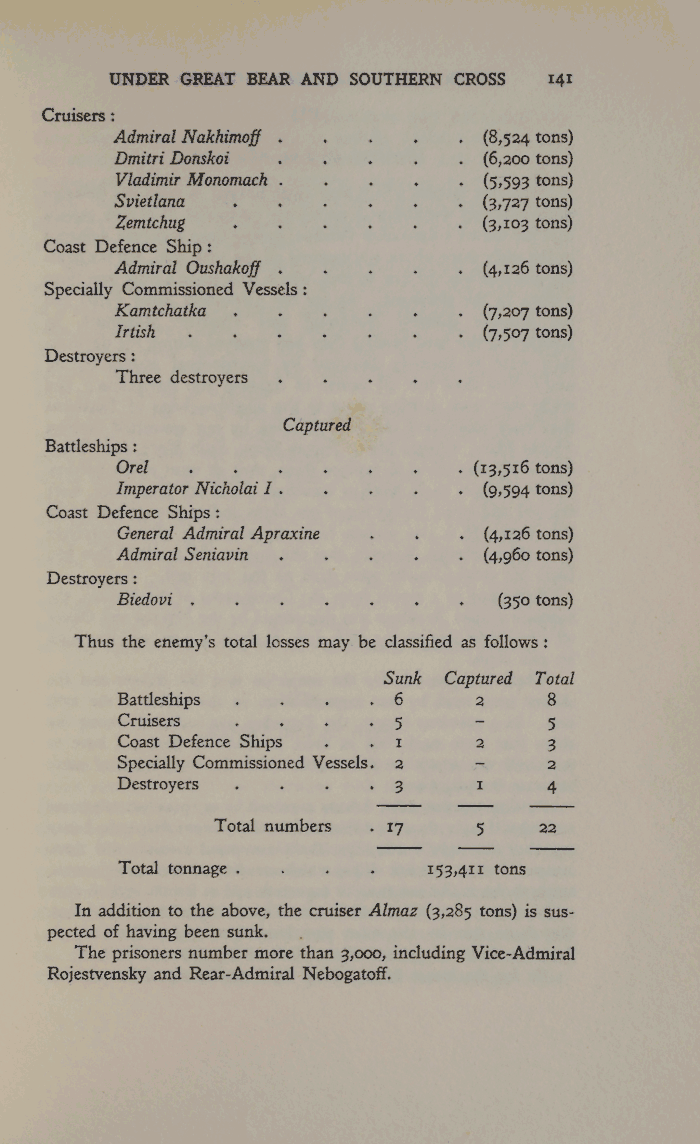 UNDER GREAT BEAR AND SOUTHERN CROSS 141
Cruisers :
Admiral Nakhimoff . . . . . (8,524 tons)
Dmitri Donskoi . . . . . (6,200 tons)
Vladimir Monomach . . . . . (5,593 tons)
Svietlana . . . . . . (3,727 tons)
Zemtchug . . . . . . (3,103 tons)
Coast Defence Ship :
Admiral Oushakoff . . . . . (4,126 tons)
Specially Commissioned Vessels :
Kamtchatka . . . . . . (7,207 tons)
Irtish . . . . . . . (7,507 tons)
Destroyers :
Three destroyers . . . . .
Captured
Battleships :
Orel . . . . . . . (13,516 tons)
Imperator Nicholai I . . . . . (9,594 tons)
Coast Defence Ships :
General Admiral Apraxine . . . (4,126 tons)
Admiral Seniavin . . . . . (4,960 tons)
Destroyers :
Biedovi . . . . . . . (350 tons)
Thus the enemy's total losses may be classified as follows :
Sunk Captured Total
Battleships . . . . 6 2 8
Cruisers . . . . 5 – 5
Coast Defence Ships . . 1 2 3
Specially Commissioned Vessels. 2 – 2
Destroyers . . . . 3 1 4
Total numbers . 17 5 22
Total tonnage . . . . 153,411 tons
In addition to the above, the cruiser Almaz (3,285 tons) is sus-
pected of having been sunk.
The prisoners number more than 3,000, including Vice-Admiral
Rojestvensky and Rear-Admiral Nebogatoff.